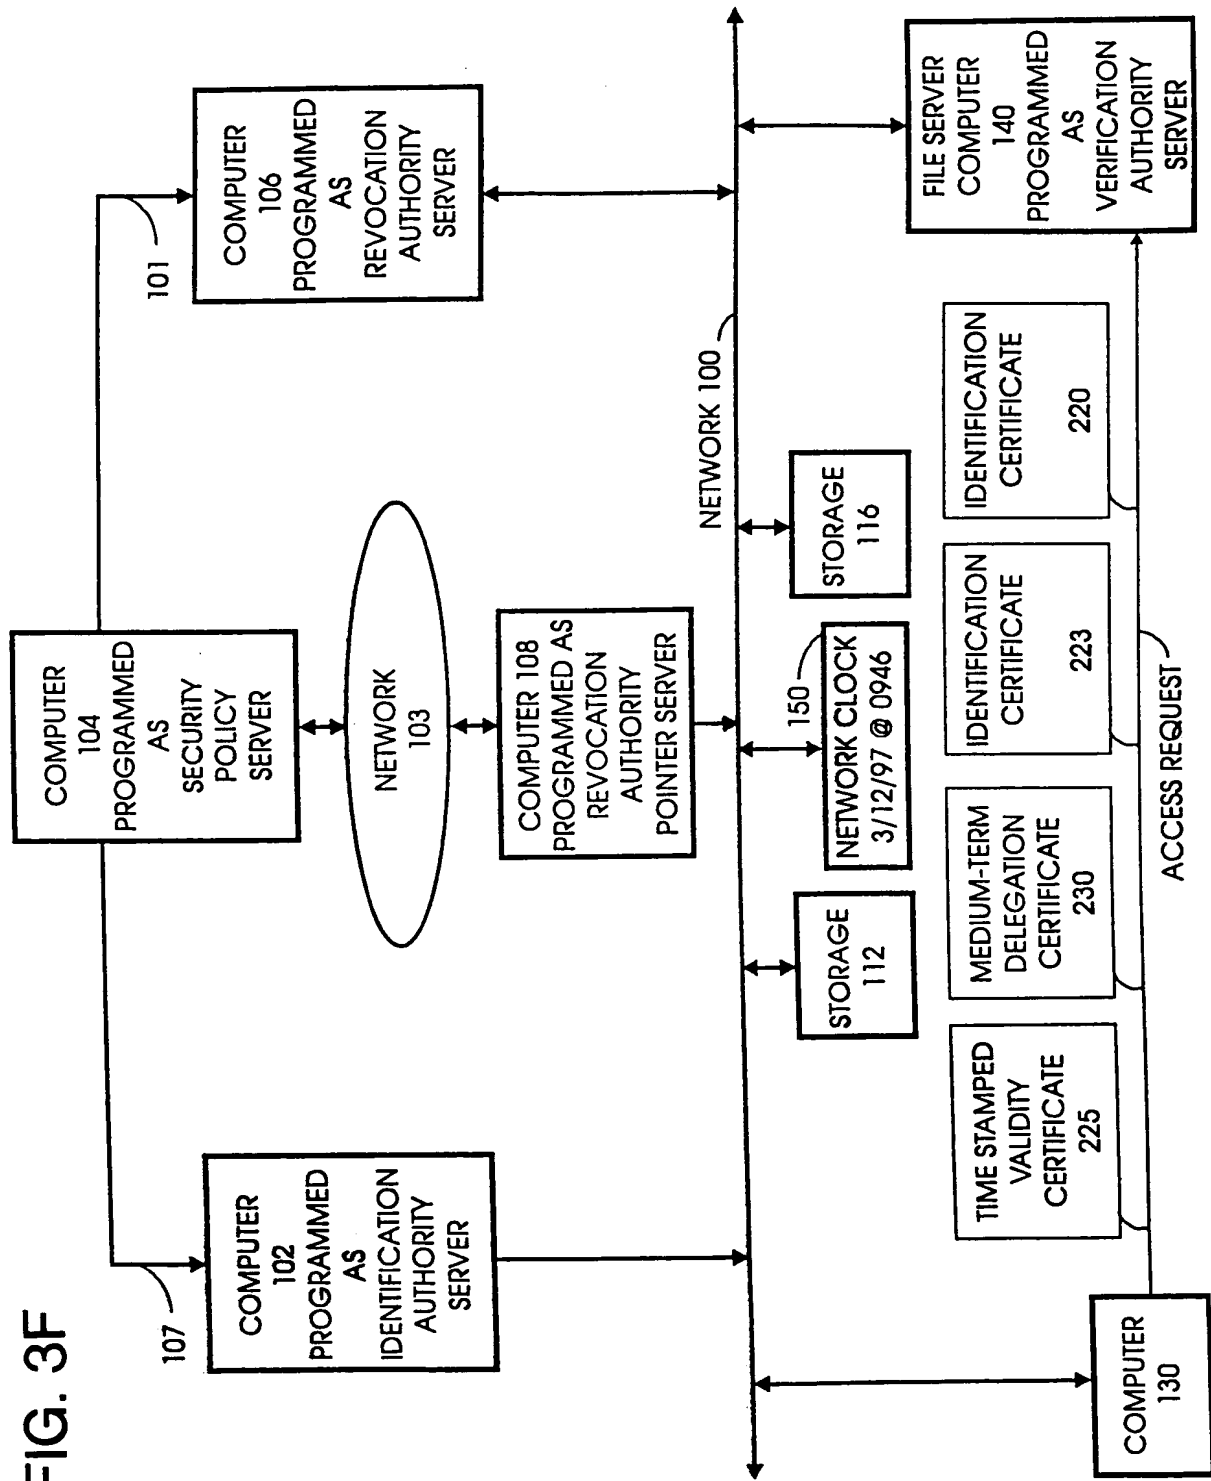 FIG. 3F
COMPUTER
104
PROGRAMMED
AS
SECURITY
POLICY
SERVER
107
101
COMPUTER
102
PROGRAMMED
AS
IDENTIFICATION
AUTHORITY
SERVER
NETWORK
103
COMPUTER
106
PROGRAMMED
AS
REVOCATION
AUTHORITY
SERVER
COMPUTER 108
PROGRAMMED AS
REVOCATION
AUTHORITY
POINTER SERVER
NETWORK 100
STORAGE
112
150
NETWORK CLOCK
3/12/97 @ 0946
STORAGE
116
COMPUTER
130
TIME STAMPED
VALIDITY
CERTIFICATE
225
MEDIUM-TERM
DELEGATION
CERTIFICATE
230
IDENTIFICATION
CERTIFICATE
223
IDENTIFICATION
CERTIFICATE
220
ACCESS REQUEST
FILE SERVER
COMPUTER
140
PROGRAMMED
AS
VERIFICATION
AUTHORITY
SERVER